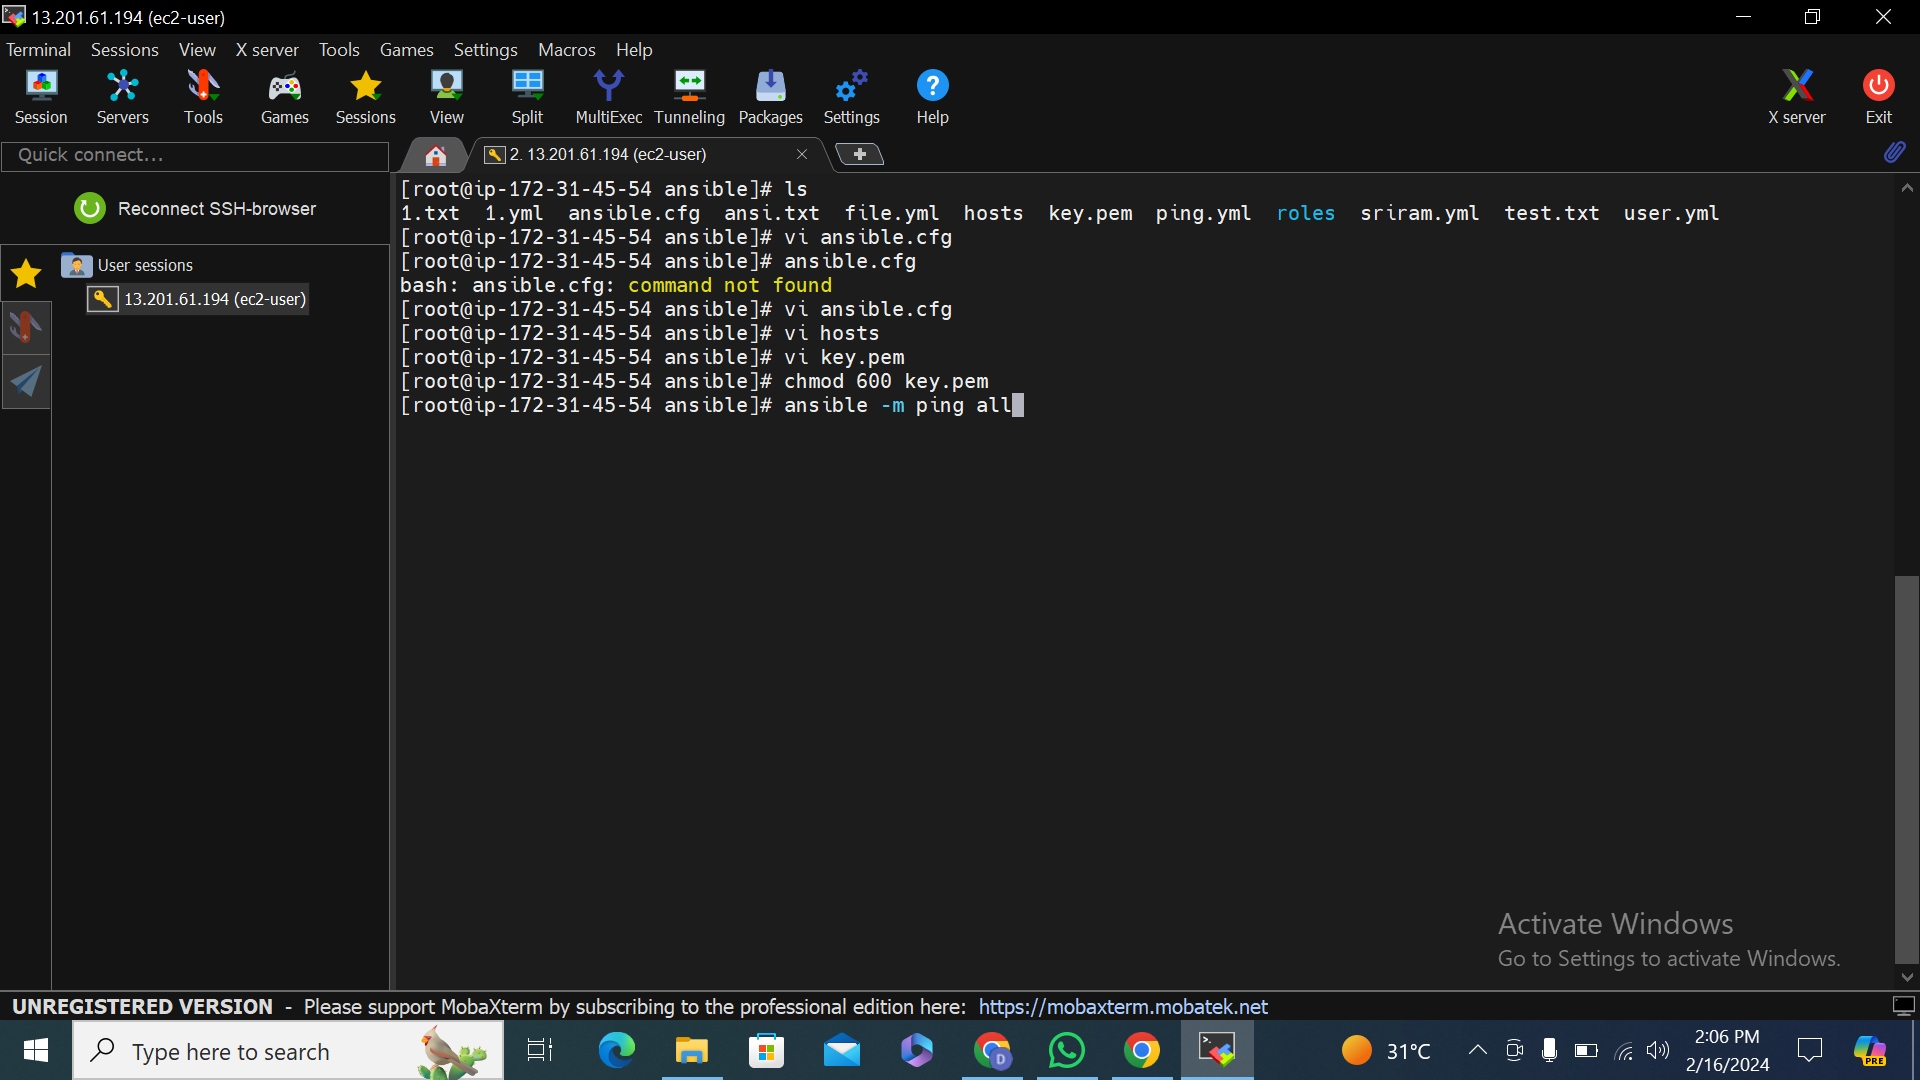 13.201.61.194 (ec2-user)
Terminal Sessions View X server Tools Games Settings Macros Help
Session Servers Tools Games Sessions View Split MultiExec Tunneling Packages Settings Help X server Exit
Quick connect...
2. 13.201.61.194 (ec2-user)
Reconnect SSH-browser
User sessions
13.201.61.194 (ec2-user)
[root@ip-172-31-45-54 ansible]# ls
1.txt 1.yml ansible.cfg ansi.txt file.yml hosts key.pem ping.yml roles sriram.yml test.txt user.yml
[root@ip-172-31-45-54 ansible]# vi ansible.cfg
[root@ip-172-31-45-54 ansible]# ansible.cfg
bash: ansible.cfg: command not found
[root@ip-172-31-45-54 ansible]# vi ansible.cfg
[root@ip-172-31-45-54 ansible]# vi hosts
[root@ip-172-31-45-54 ansible]# vi key.pem
[root@ip-172-31-45-54 ansible]# chmod 600 key.pem
[root@ip-172-31-45-54 ansible]# ansible -m ping all
Activate Windows
Go to Settings to activate Windows.
UNREGISTERED VERSION - Please support MobaXterm by subscribing to the professional edition here: https://mobaxterm.mobatek.net
Type here to search
D
31°C
2:06 PM
2/16/2024
PRE